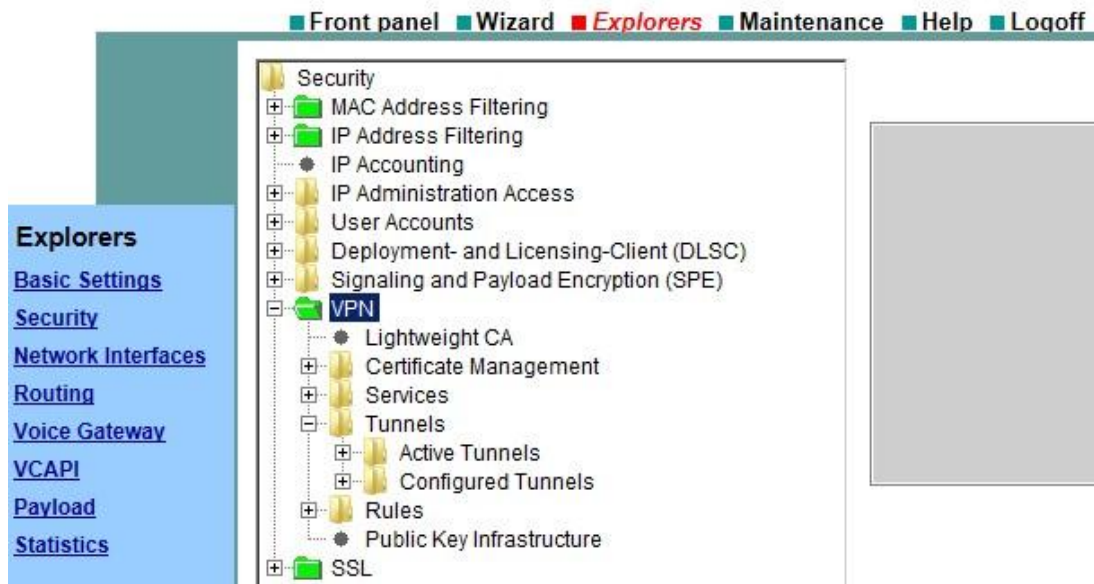 Front panel Wizard Explorers Maintenance Help Logoff
Explorers
Basic Settings
Security
Network Interfaces
Routing
Voice Gateway
VCAPI
Payload
Statistics
Security
MAC Address Filtering
IP Address Filtering
IP Accounting
IP Administration Access
User Accounts
Deployment- and Licensing-Client (DLSC)
Signaling and Payload Encryption (SPE)
VPN
Lightweight CA
Certificate Management
Services
Tunnels
Active Tunnels
Configured Tunnels
Rules
Public Key Infrastructure
SSL